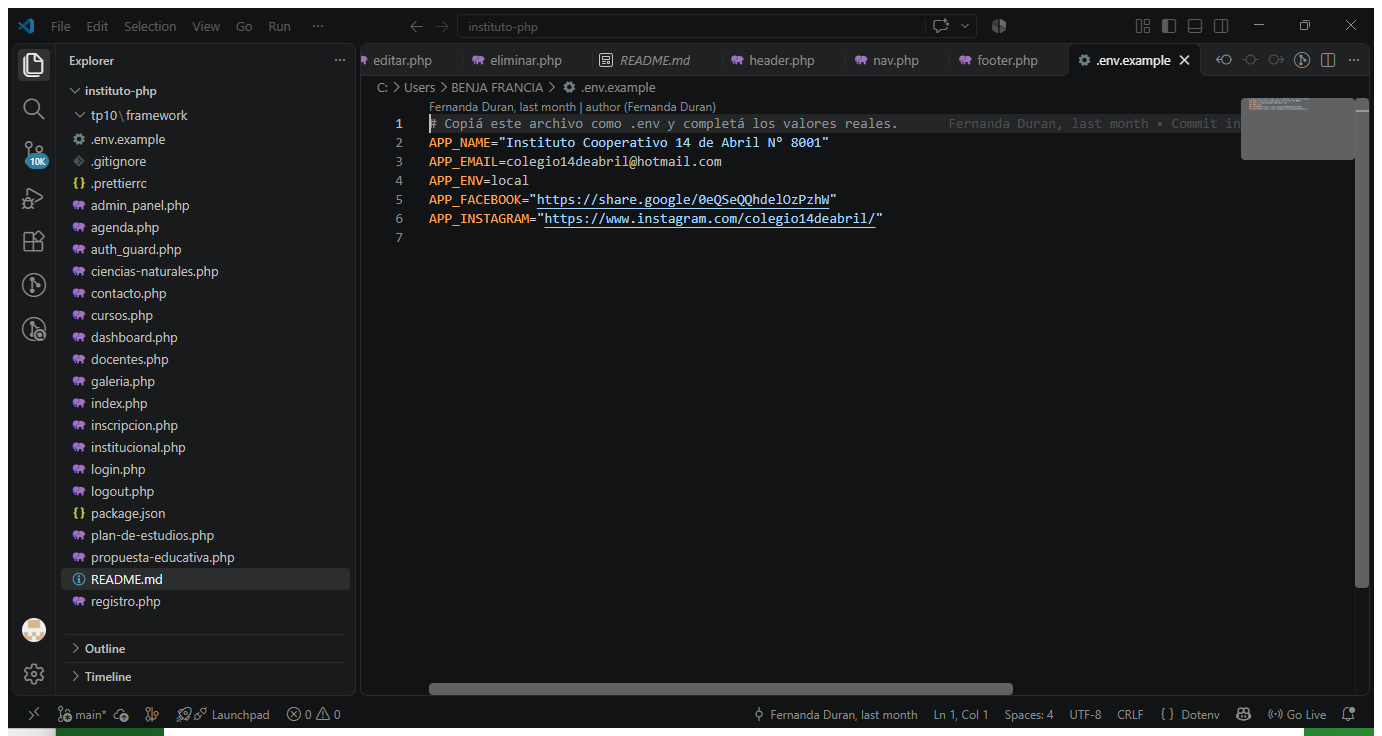 File Edit Selection View Go Run ··· instituto-php
Explorer ···
instituto-php
tp10\framework
.env.example
.gitignore
.prettierrc
admin_panel.php
agenda.php
auth_guard.php
ciencias-naturales.php
contacto.php
cursos.php
dashboard.php
docentes.php
galeria.php
index.php
inscripcion.php
institucional.php
login.php
logout.php
package.json
plan-de-estudios.php
propuesta-educativa.php
README.md
registro.php
Outline
Timeline
10K
editar.php eliminar.php README.md header.php nav.php footer.php .env.example
C: > Users > BENJA FRANCIA > .env.example
Fernanda Duran, last month | author (Fernanda Duran)
1 # Copiá este archivo como .env y completá los valores reales. Fernanda Duran, last month • Commit in
2 APP_NAME="Instituto Cooperativo 14 de Abril Nº 8001"
3 APP_EMAIL=colegio14deabril@hotmail.com
4 APP_ENV=local
5 APP_FACEBOOK="https://share.google/0eQSeQQhdelOzPzhW"
6 APP_INSTAGRAM="https://www.instagram.com/colegio14deabril/"
7
main* Launchpad 0 0 Fernanda Duran, last month Ln 1, Col 1 Spaces: 4 UTF-8 CRLF { } Dotenv Go Live